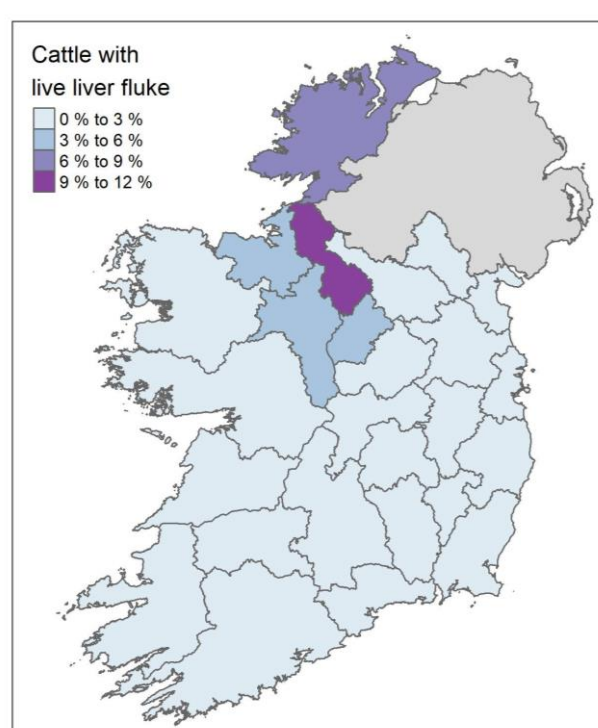 Cattle with
live liver fluke
0 % to 3 %
3 % to 6 %
6 % to 9 %
9 % to 12 %